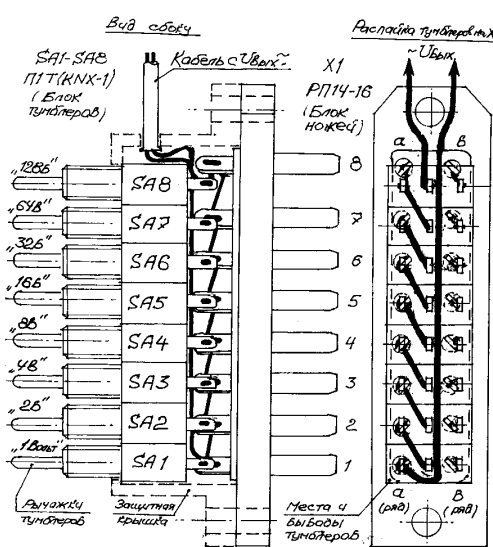 Вид сбоку
Распайка тумблеров на X
~ Uвых.
SA1-SA8
П1Т(KNX-1)
(Блок
тумблеров)
Кабель с Uвых~
X1
РП14-16
(Блок
ножей)
а
в
„128В"
SA8
8
„64В"
SA7
7
„32В"
SA6
6
„16В"
SA5
5
„8В"
SA4
4
„4В"
SA3
3
„2В"
SA2
2
„1Вольт"
SA1
1
Рычажки
тумблеров
Защитная
крышка
Места и
выводы
тумблеров
а
(ряд)
в
(ряд)